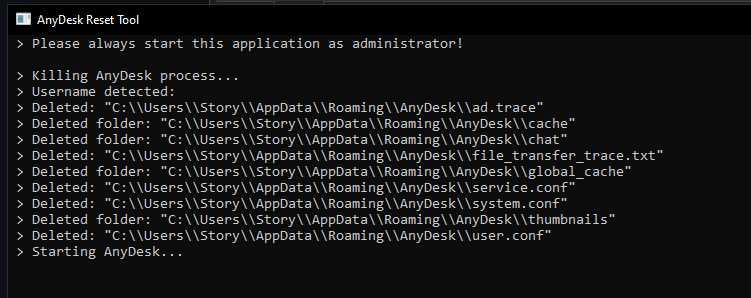 AnyDesk Reset Tool
> Please always start this application as administrator!
> Killing AnyDesk process...
> Username detected:
> Deleted: "C:\\Users\\Story\\AppData\\Roaming\\AnyDesk\\ad.trace"
> Deleted folder: "C:\\Users\\Story\\AppData\\Roaming\\AnyDesk\\cache"
> Deleted folder: "C:\\Users\\Story\\AppData\\Roaming\\AnyDesk\\chat"
> Deleted: "C:\\Users\\Story\\AppData\\Roaming\\AnyDesk\\file_transfer_trace.txt"
> Deleted folder: "C:\\Users\\Story\\AppData\\Roaming\\AnyDesk\\global_cache"
> Deleted: "C:\\Users\\Story\\AppData\\Roaming\\AnyDesk\\service.conf"
> Deleted: "C:\\Users\\Story\\AppData\\Roaming\\AnyDesk\\system.conf"
> Deleted folder: "C:\\Users\\Story\\AppData\\Roaming\\AnyDesk\\thumbnails"
> Deleted: "C:\\Users\\Story\\AppData\\Roaming\\AnyDesk\\user.conf"
> Starting AnyDesk...